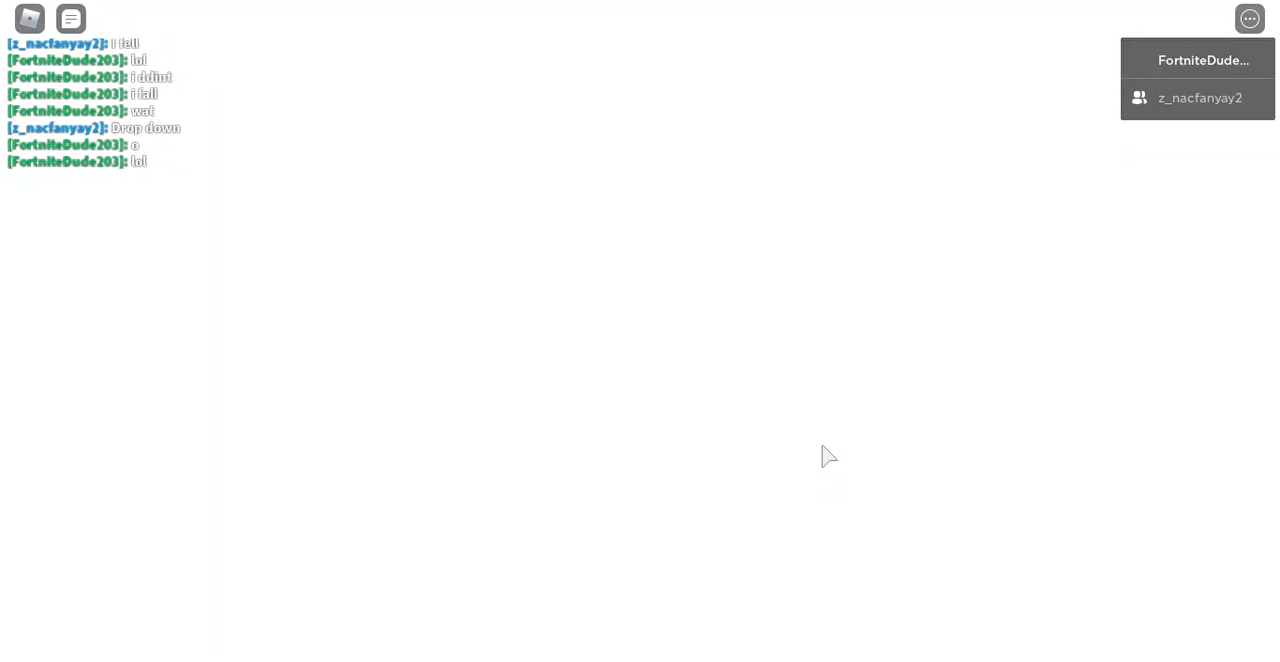 [z_nacfanyay2]: I fell
[FortniteDude203]: lol
[FortniteDude203]: i ddint
[FortniteDude203]: i fall
[FortniteDude203]: wat
[z_nacfanyay2]: Drop down
[FortniteDude203]: o
[FortniteDude203]: lol
FortniteDude...
z_nacfanyay2